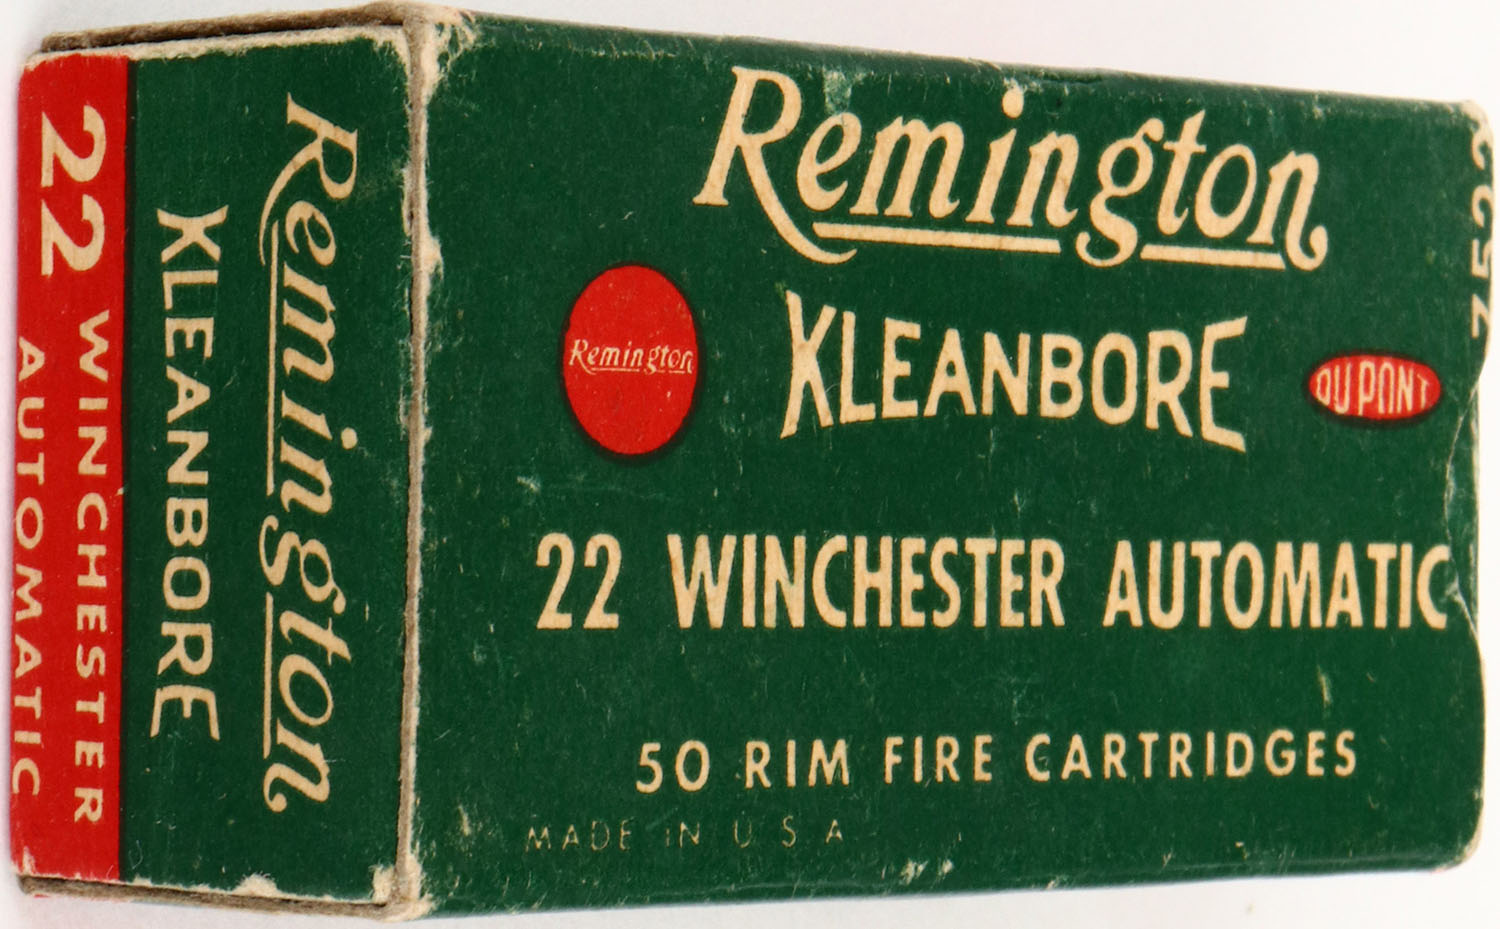 Remington
KLEANBORE
Remington
DU PONT
22 WINCHESTER AUTOMATIC
50 RIM FIRE CARTRIDGES
MADE IN U S A
Remington
KLEANBORE
22 WINCHESTER
AUTOMATIC